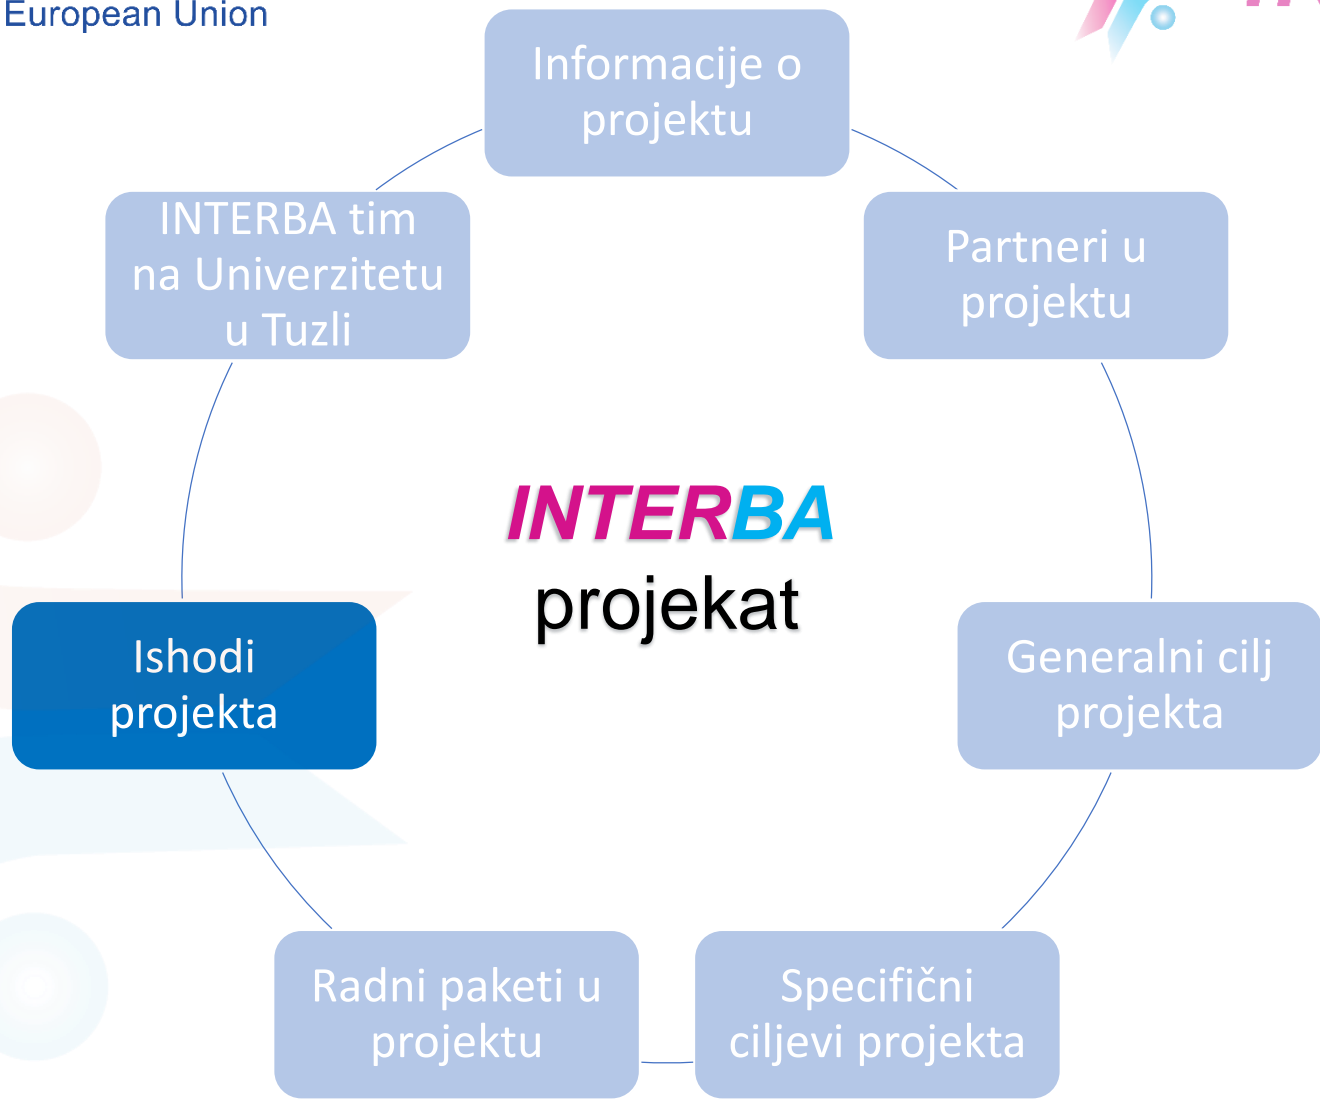 European Union
Informacije o
projektu
INTERBA tim
na Univerzitetu
u Tuzli
Partneri u
projektu
INTERBA
projekat
Ishodi
projekta
Generalni cilj
projekta
Radni paketi u
projektu
Specifični
ciljevi projekta